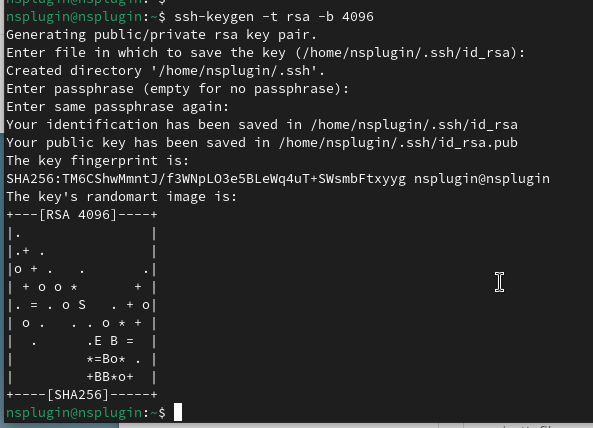 nsplugin@nsplugin:~$ ssh-keygen -t rsa -b 4096
Generating public/private rsa key pair.
Enter file in which to save the key (/home/nsplugin/.ssh/id_rsa):
Created directory '/home/nsplugin/.ssh'.
Enter passphrase (empty for no passphrase):
Enter same passphrase again:
Your identification has been saved in /home/nsplugin/.ssh/id_rsa
Your public key has been saved in /home/nsplugin/.ssh/id_rsa.pub
The key fingerprint is:
SHA256:TM6CShwMmntJ/f3WNpLO3e5BLeWq4uT+SWsmbFtxyyg nsplugin@nsplugin
The key's randomart image is:
+---[RSA 4096]----+
|.                |
|.+ .             |
|o + .   .       .|
| + o o *       + |
|. = . o S   . + o|
| o .   . . o * + |
|  .      .E B =  |
|         *=Bo* . |
|         +BB*o+  |
+----[SHA256]-----+
nsplugin@nsplugin:~$